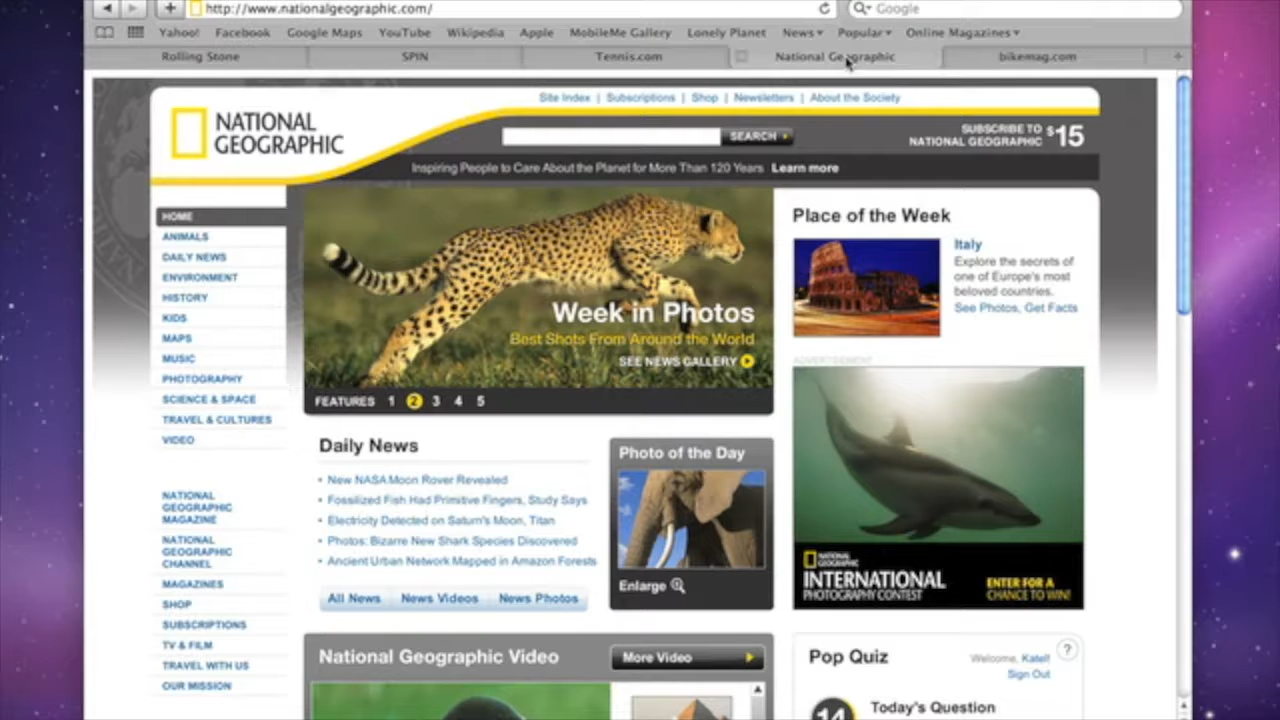 http://www.nationalgeographic.com/
Google
Yahoo! Facebook Google Maps YouTube Wikipedia Apple MobileMe Gallery Lonely Planet News Popular Online Magazines
Rolling Stone SPIN Tennis.com National Geographic bikemag.com
Site Index | Subscriptions | Shop | Newsletters | About the Society
NATIONAL
GEOGRAPHIC
SEARCH
SUBSCRIBE TO
NATIONAL GEOGRAPHIC $15
Inspiring People to Care About the Planet for More Than 120 Years Learn more
HOME
ANIMALS
DAILY NEWS
ENVIRONMENT
HISTORY
KIDS
MAPS
MUSIC
PHOTOGRAPHY
SCIENCE & SPACE
TRAVEL & CULTURES
VIDEO
NATIONAL
GEOGRAPHIC
MAGAZINE
NATIONAL
GEOGRAPHIC
CHANNEL
MAGAZINES
SHOP
SUBSCRIPTIONS
TV & FILM
TRAVEL WITH US
OUR MISSION
Week in Photos
Best Shots From Around the World
SEE NEWS GALLERY
FEATURES 1 2 3 4 5
Daily News
• New NASA Moon Rover Revealed
• Fossilized Fish Had Primitive Fingers, Study Says
• Electricity Detected on Saturn's Moon, Titan
• Photos: Bizarre New Shark Species Discovered
• Ancient Urban Network Mapped in Amazon Forests
All News News Videos News Photos
Photo of the Day
Enlarge
National Geographic Video
More Video
Place of the Week
Italy
Explore the secrets of
one of Europe's most
beloved countries.
See Photos, Get Facts
ADVERTISEMENT
NATIONAL
GEOGRAPHIC
INTERNATIONAL
PHOTOGRAPHY CONTEST
ENTER FOR A
CHANCE TO WIN!
Pop Quiz
Welcome, Katel!
Sign Out
?
14
Today's Question